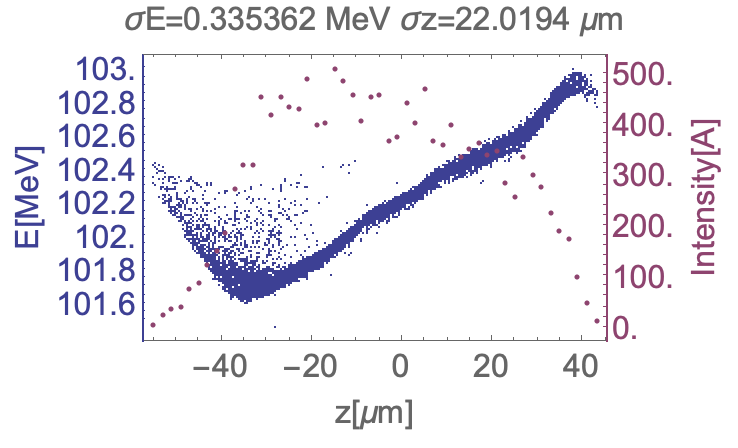 σE=0.335362 MeV σz=22.0194 μm
103.
102.8
102.6
102.4
102.2
102.
101.8
101.6
E[MeV]
500.
400.
300.
200.
100.
0.
Intensity[A]
−40 −20 0 20 40
z[μm]